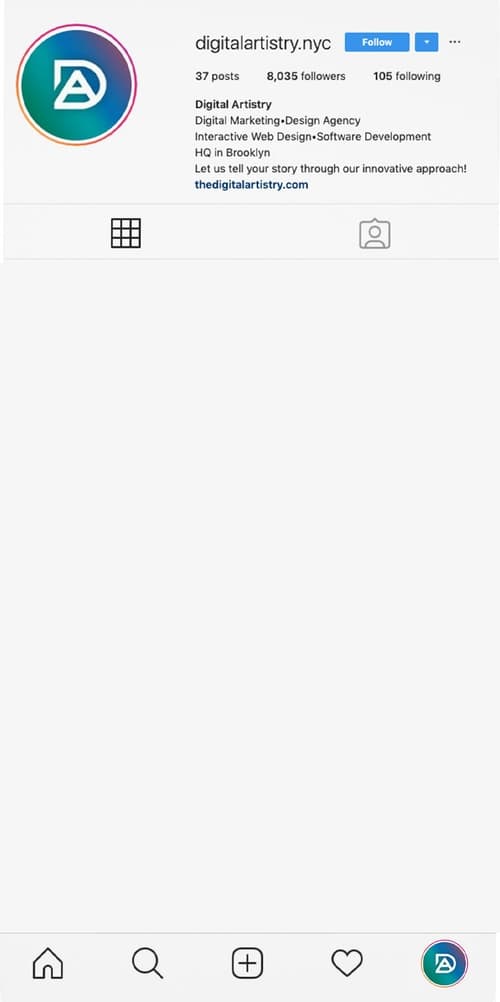 digitalartistry.nyc Follow
37 posts 8,035 followers 105 following
Digital Artistry
Digital Marketing•Design Agency
Interactive Web Design•Software Development
HQ in Brooklyn
Let us tell your story through our innovative approach!
thedigitalartistry.com